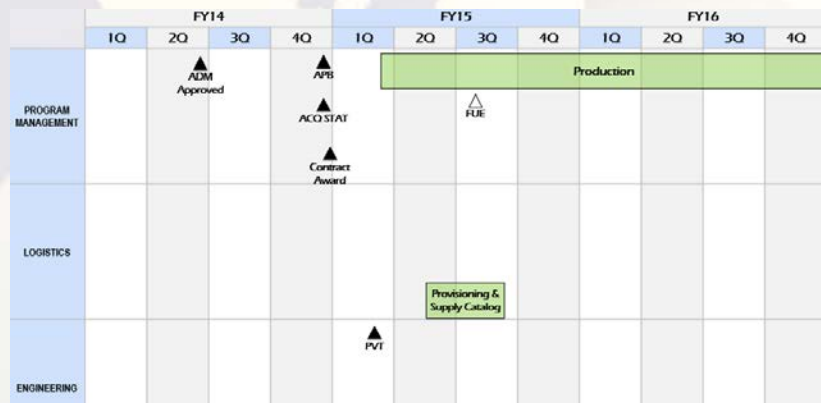 FY14 FY15 FY16
1Q 2Q 3Q 4Q 1Q 2Q 3Q 4Q 1Q 2Q 3Q 4Q
PROGRAM
MANAGEMENT
ADM
Approved
APB
Production
ACQ STAT
FUE
Contract
Award
LOGISTICS
Provisioning &
Supply Catalog
ENGINEERING
PVT